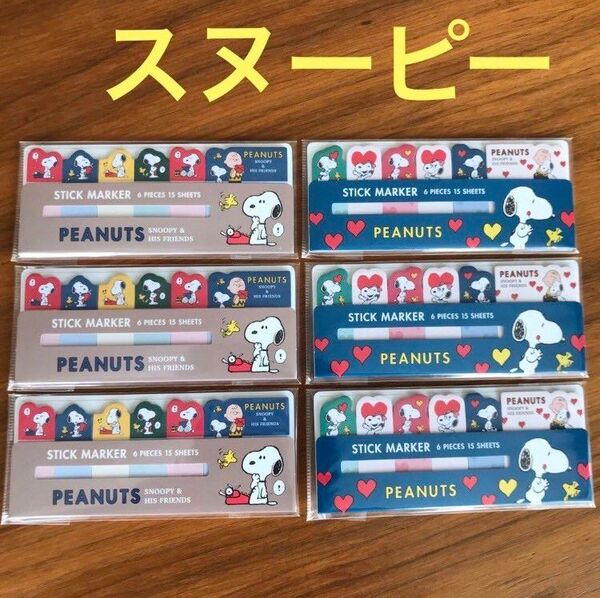 スヌーピー
PEANUTS
SNOOPY &
HIS FRIENDS
STICK MARKER 6 PIECES 15 SHEETS
PEANUTS SNOOPY &
HIS FRIENDS
PEANUTS
SNOOPY &
HIS FRIENDS
STICK MARKER 6 PIECES 15 SHEETS
PEANUTS
PEANUTS
SNOOPY &
HIS FRIENDS
STICK MARKER 6 PIECES 15 SHEETS
PEANUTS SNOOPY &
HIS FRIENDS
PEANUTS
SNOOPY &
HIS FRIENDS
STICK MARKER 6 PIECES 15 SHEETS
PEANUTS
PEANUTS
SNOOPY &
HIS FRIENDS
STICK MARKER 6 PIECES 15 SHEETS
PEANUTS SNOOPY &
HIS FRIENDS
PEANUTS
SNOOPY &
HIS FRIENDS
STICK MARKER 6 PIECES 15 SHEETS
PEANUTS